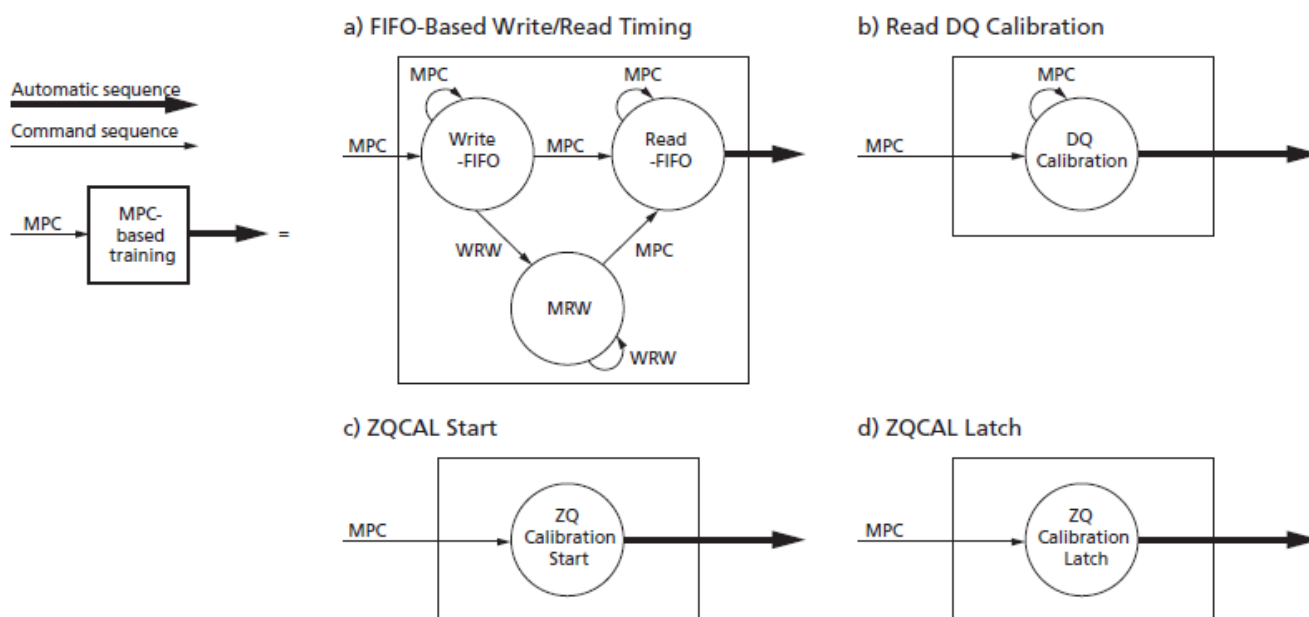 a) FIFO-Based Write/Read Timing
b) Read DQ Calibration
Automatic sequence
Command sequence
MPC
MPC-
based
training
=
MPC
MPC
MPC
Write
-FIFO
MPC
Read
-FIFO
WRW
MPC
MRW
WRW
MPC
MPC
DQ
Calibration
c) ZQCAL Start
d) ZQCAL Latch
MPC
ZQ
Calibration
Start
MPC
ZQ
Calibration
Latch